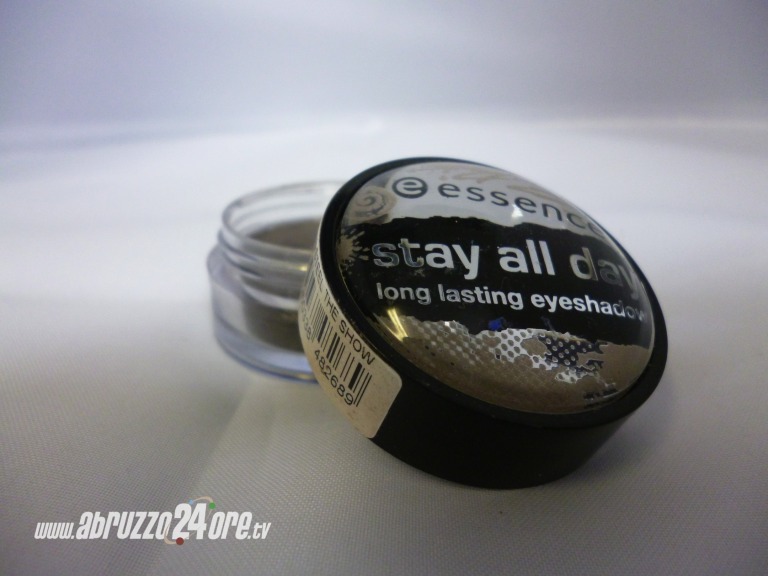 e essence
stay all day
long lasting eyeshadow
THE SHOW
482689
www.abruzzo24ore.tv